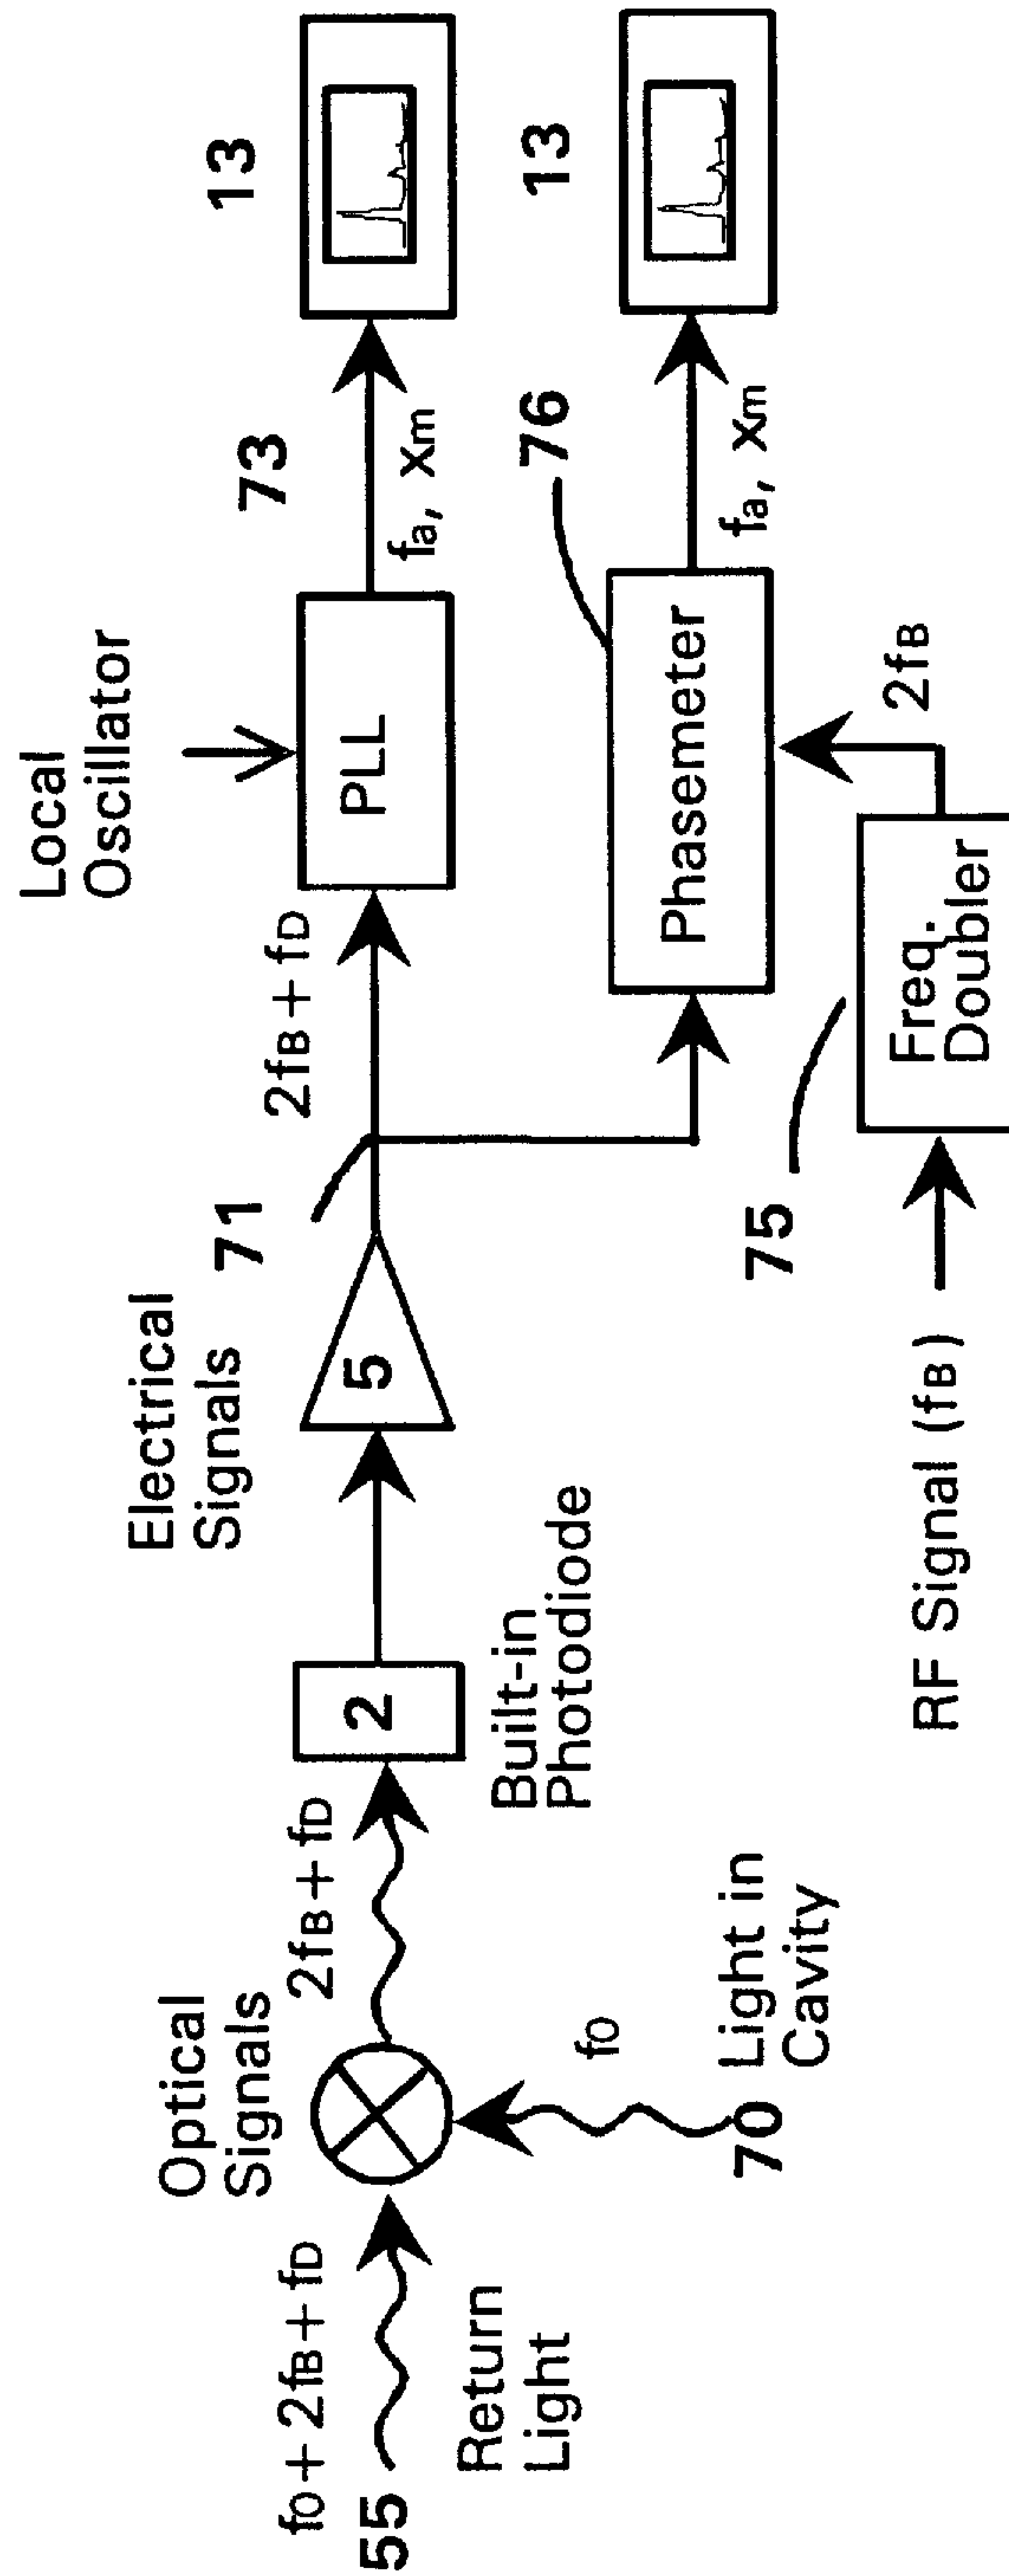 55
f0 + 2fB + fD
Return
Light
Optical
Signals
f0
70
Light in
Cavity
2fB + fD
2
Built-in
Photodiode
Electrical
Signals
5
71
2fB + fD
Local
Oscillator
PLL
73
fa, xm
13
RF Signal (fB)
75
Freq.
Doubler
2fB
Phasemeter
76
fa, xm
13